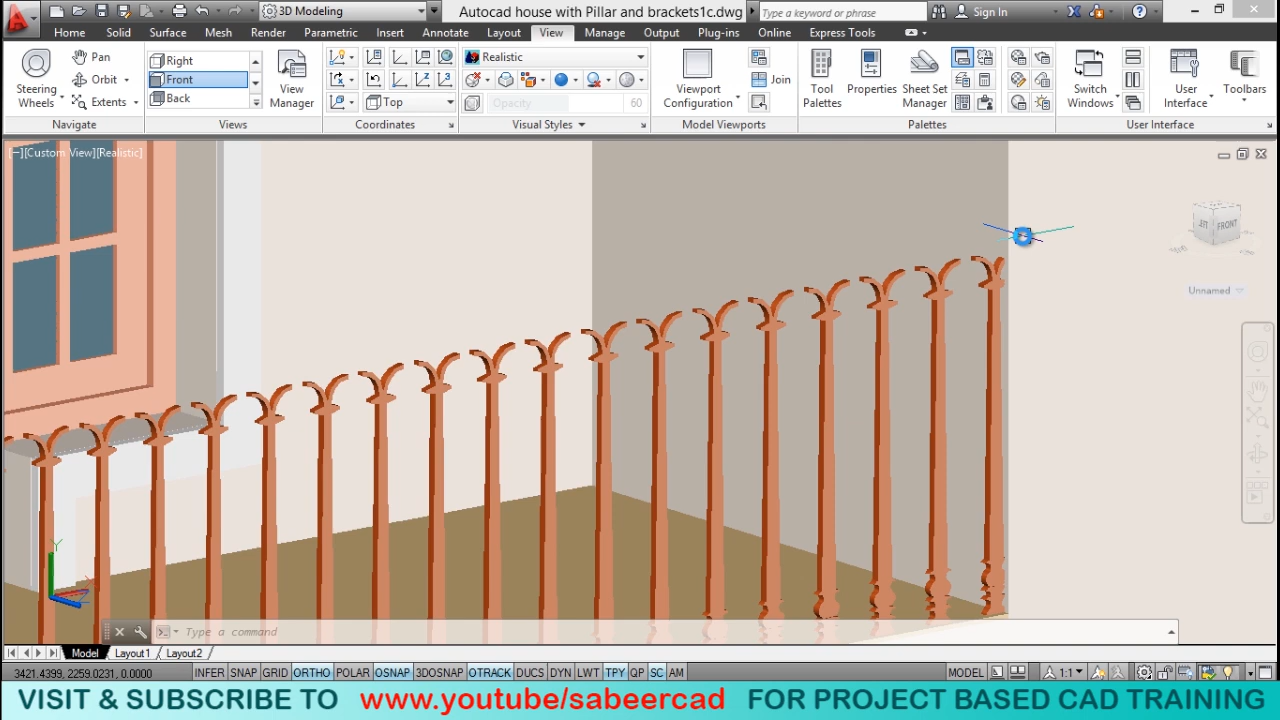 3D Modeling
Autocad house with Pillar and brackets1c.dwg
Type a keyword or phrase
Sign In
Home Solid Surface Mesh Render Parametric Insert Annotate Layout View Manage Output Plug-ins Online Express Tools
Steering Wheels
Pan
Orbit
Extents
Navigate
Right
Front
Back
Views
View Manager
Top
Coordinates
Realistic
Opacity 60
Visual Styles
Viewport Configuration
Join
Model Viewports
Tool Palettes
Properties
Sheet Set Manager
Palettes
Switch Windows
User Interface
Toolbars
User Interface
[−][Custom View][Realistic]
FRONT
Unnamed
Y
X
Type a command
Model Layout1 Layout2
3421.4399, 2259.0231, 0.0000 INFER SNAP GRID ORTHO POLAR OSNAP 3DOSNAP OTRACK DUCS DYN LWT TPY QP SC AM MODEL 1:1
VISIT & SUBSCRIBE TO www.youtube/sabeercad FOR PROJECT BASED CAD TRAINING